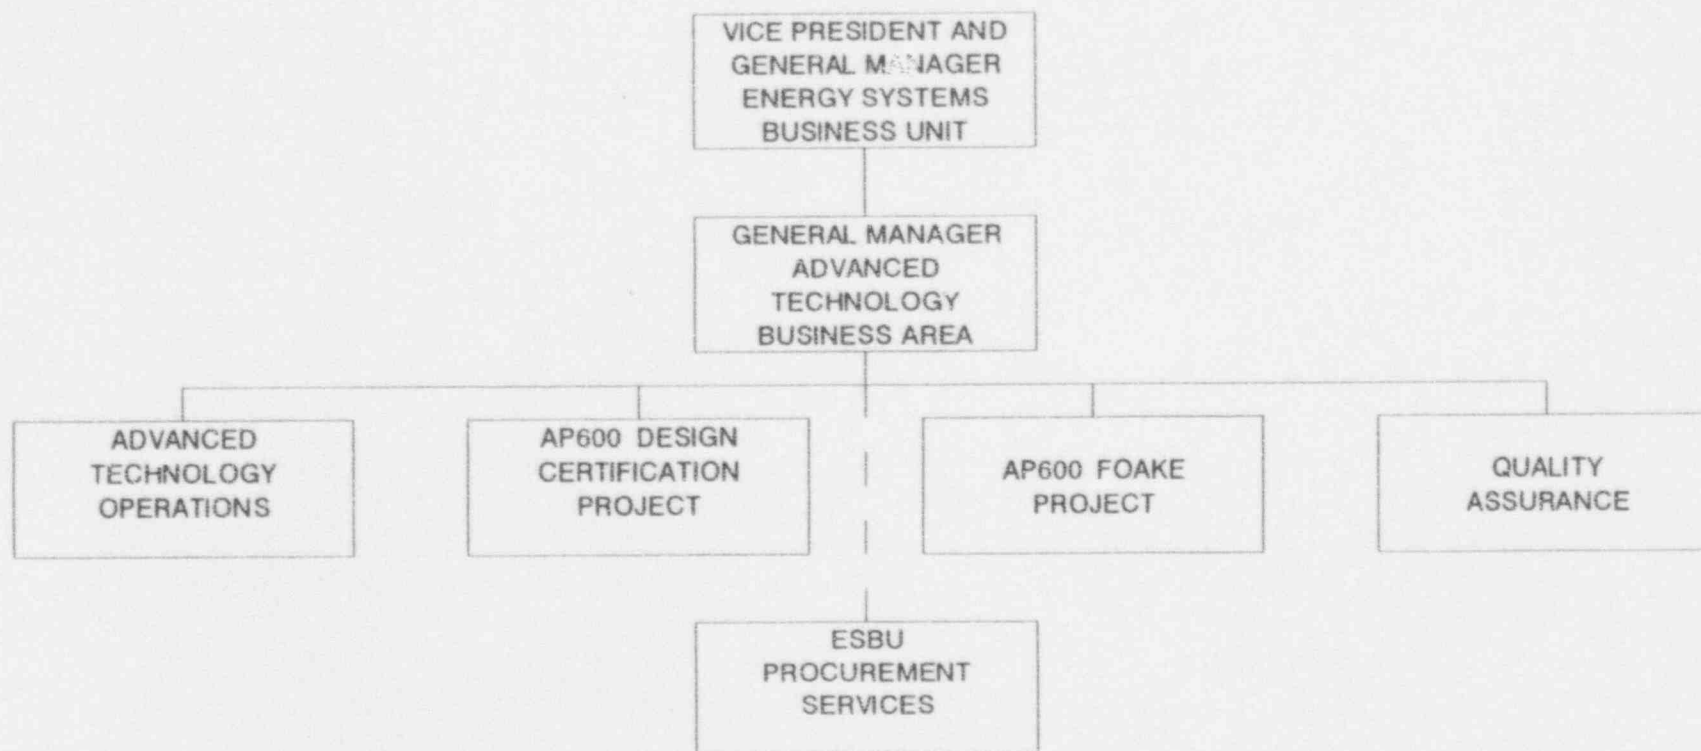 VICE PRESIDENT AND
GENERAL MANAGER
ENERGY SYSTEMS
BUSINESS UNIT
GENERAL MANAGER
ADVANCED
TECHNOLOGY
BUSINESS AREA
ADVANCED
TECHNOLOGY
OPERATIONS
AP600 DESIGN
CERTIFICATION
PROJECT
AP600 FOAKE
PROJECT
QUALITY
ASSURANCE
ESBU
PROCUREMENT
SERVICES